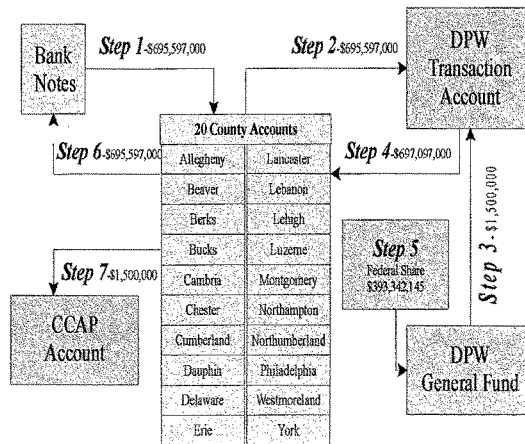 Step 1-$695,597,000
Step 2-$695,597,000
Bank
Notes
DPW
Transaction
Account
20 County Accounts
Step 6-$695,597,000
Step 4-$697,097,000
Allegheny Lancaster
Beaver Lebanon
Berks Lehigh
Bucks Luzerne
Cambria Montgomery
Chester Northampton
Cumberland Northumberland
Dauphin Philadelphia
Delaware Westmoreland
Erie York
Step 3-$1,500,000
Step 5
Federal Share
$393,342,145
Step 7-$1,500,000
CCAP
Account
DPW
General Fund